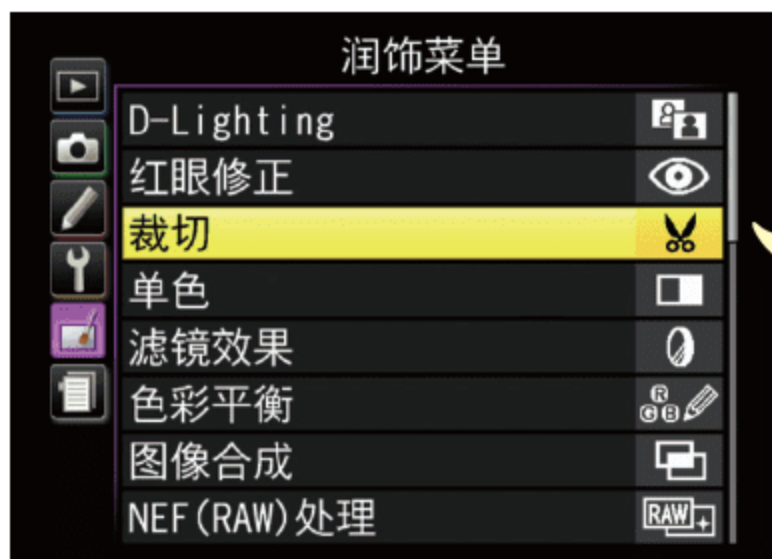 润饰菜单
D-Lighting
红眼修正
裁切
单色
滤镜效果
色彩平衡
R
G B
图像合成
NEF(RAW)处理
RAW+